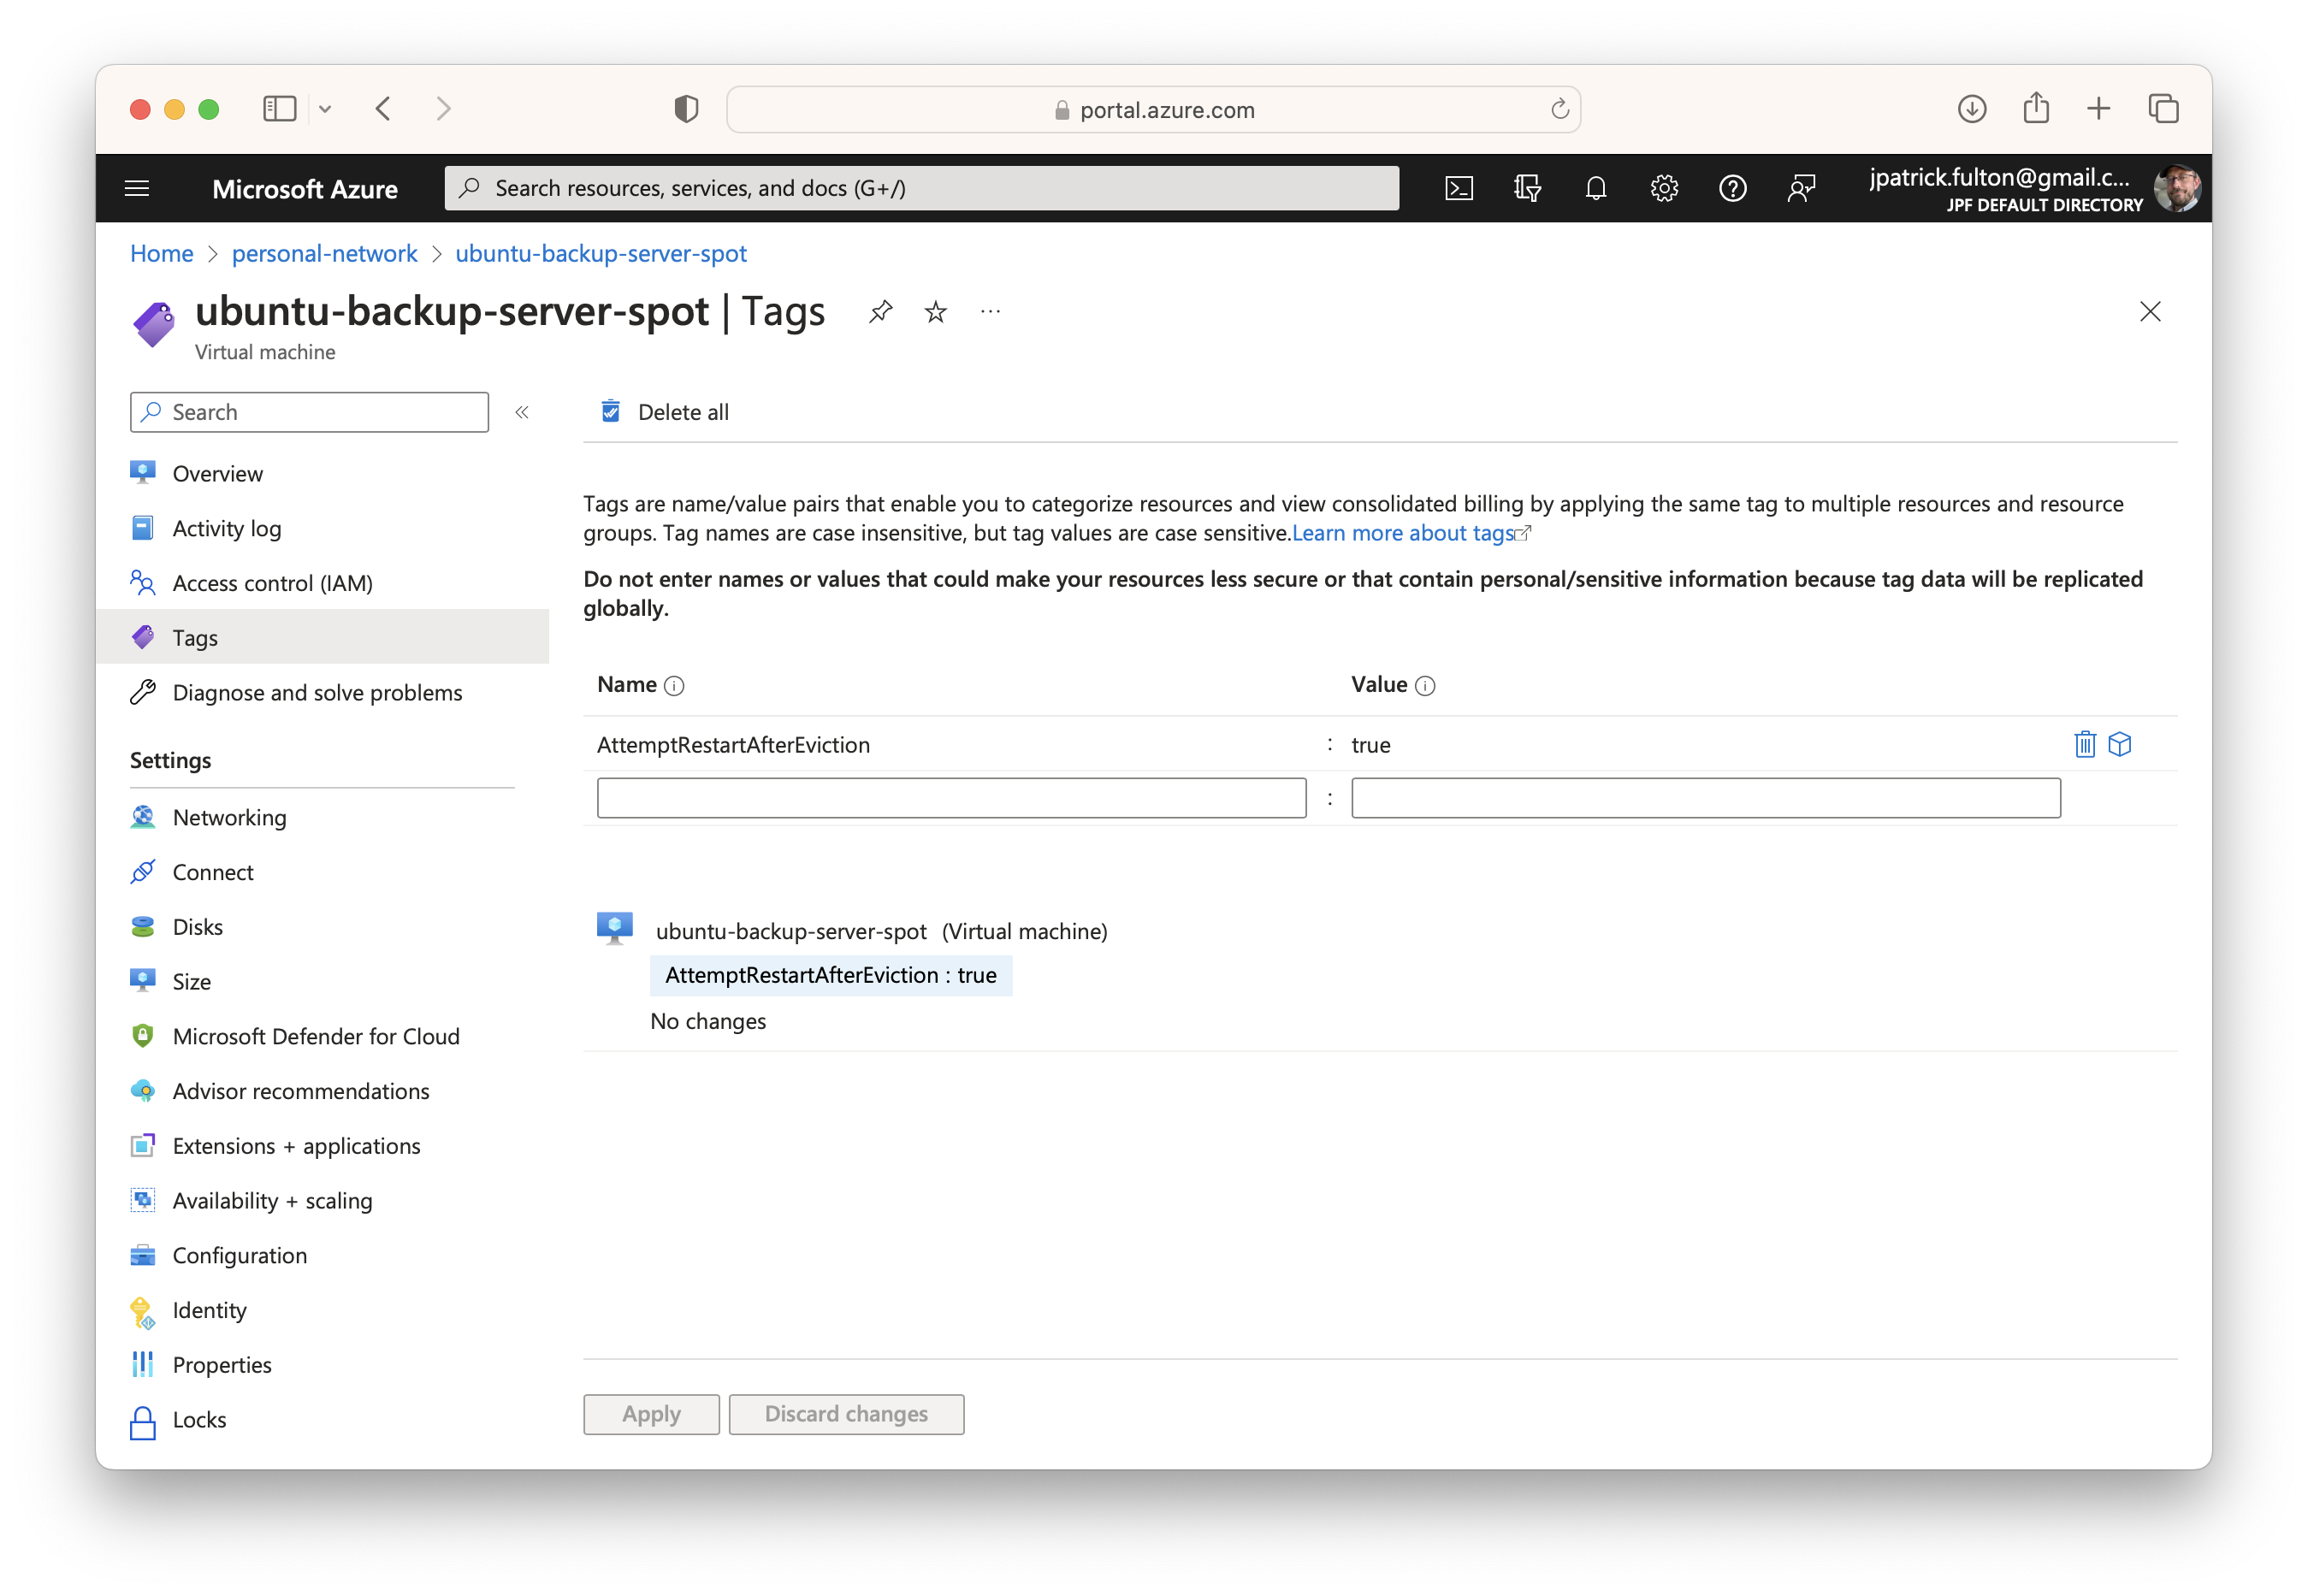 portal.azure.com
Microsoft Azure
Search resources, services, and docs (G+/)
jpatrick.fulton@gmail.c...
JPF DEFAULT DIRECTORY
Home > personal-network > ubuntu-backup-server-spot
ubuntu-backup-server-spot | Tags
Virtual machine
Search
Overview
Activity log
Access control (IAM)
Tags
Diagnose and solve problems
Settings
Networking
Connect
Disks
Size
Microsoft Defender for Cloud
Advisor recommendations
Extensions + applications
Availability + scaling
Configuration
Identity
Properties
Locks
Delete all
Tags are name/value pairs that enable you to categorize resources and view consolidated billing by applying the same tag to multiple resources and resource
groups. Tag names are case insensitive, but tag values are case sensitive.Learn more about tags
Do not enter names or values that could make your resources less secure or that contain personal/sensitive information because tag data will be replicated
globally.
Name Value
AttemptRestartAfterEviction : true
:
ubuntu-backup-server-spot (Virtual machine)
AttemptRestartAfterEviction : true
No changes
Apply Discard changes